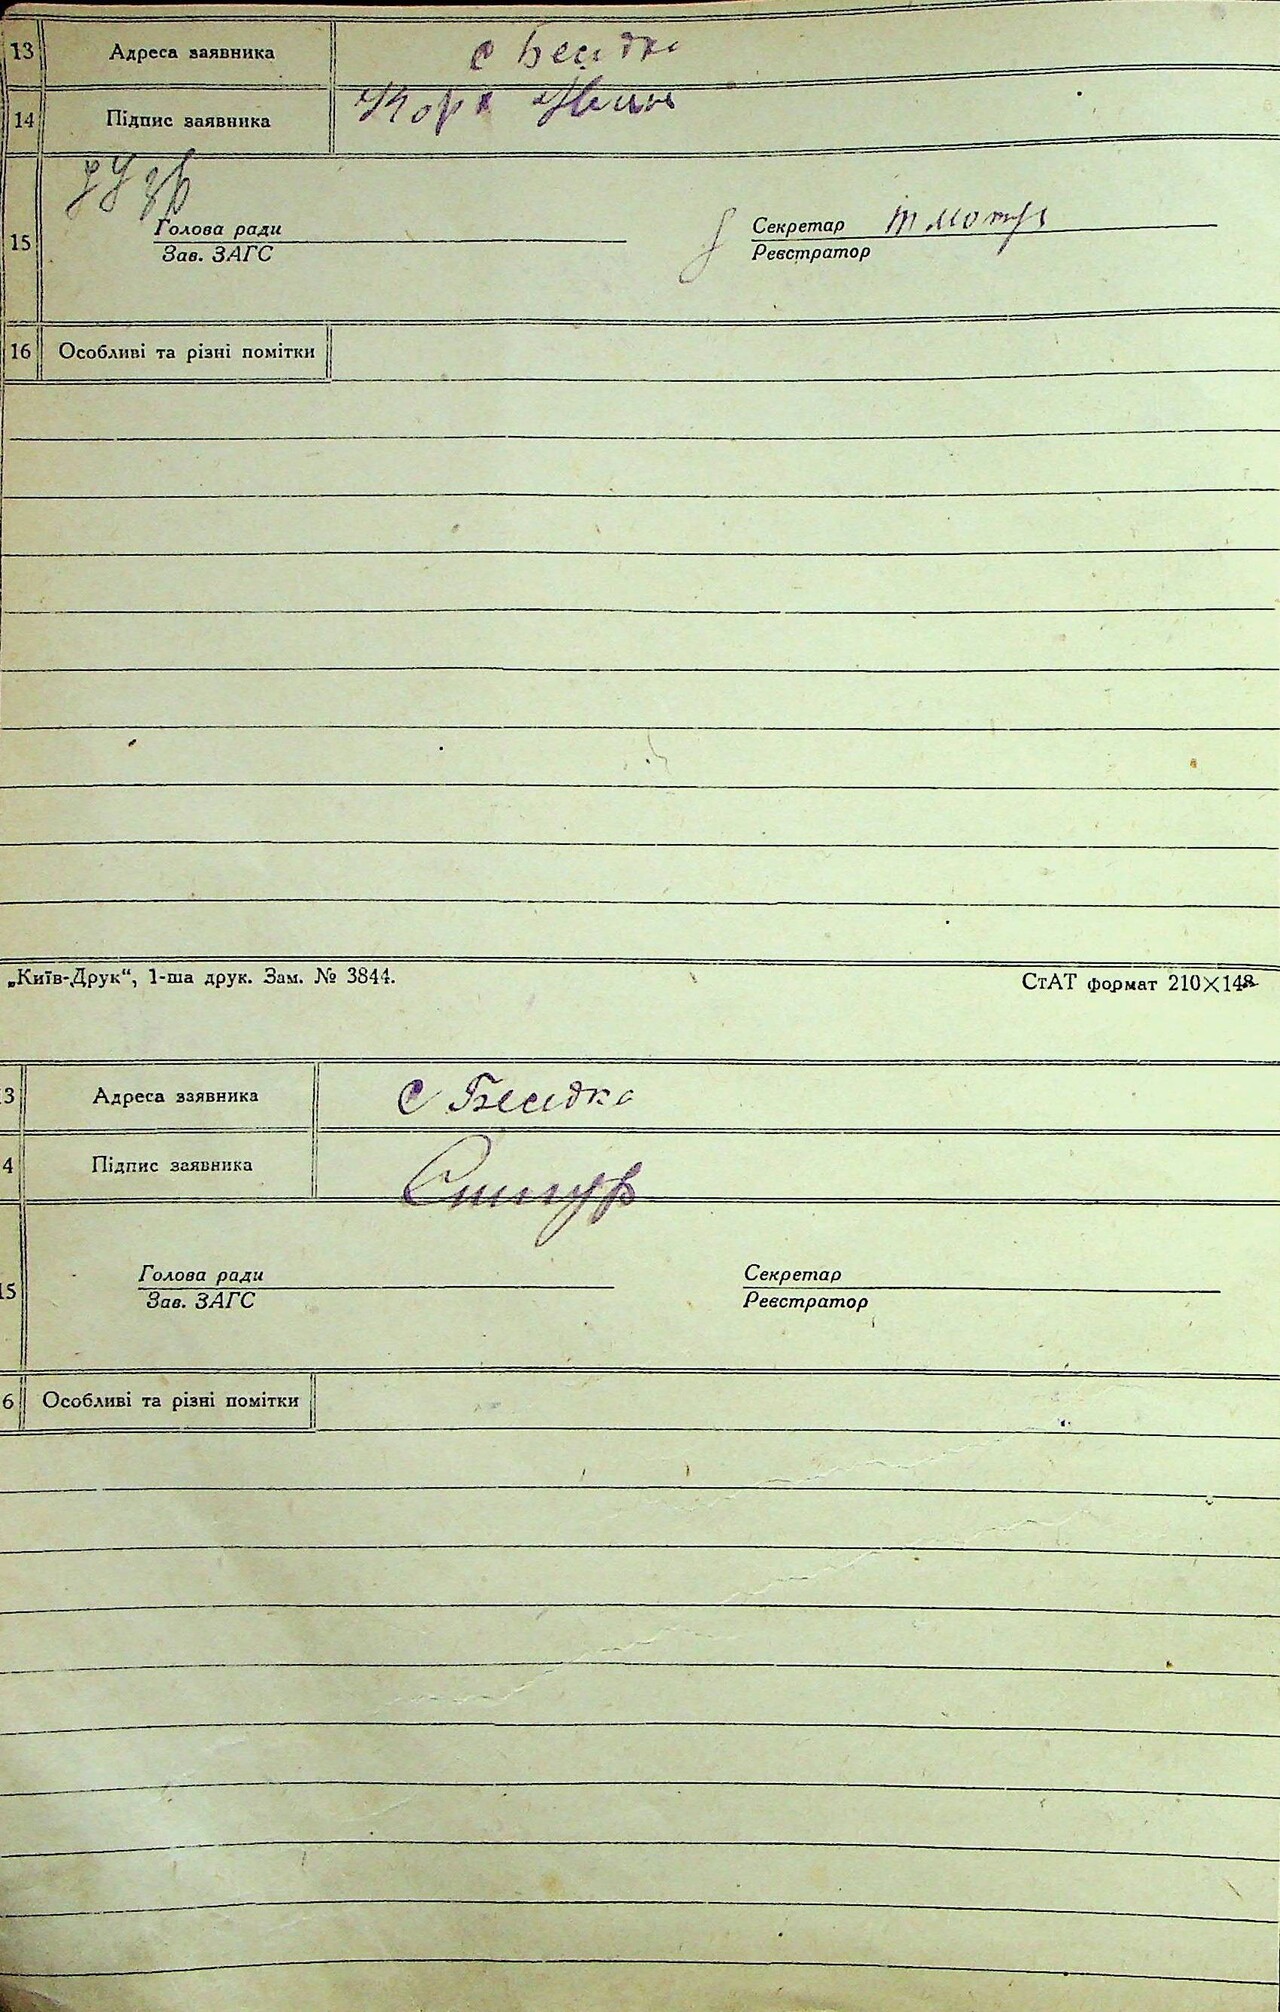 13 Адреса заявника с Беседка
14 Підпис заявника Корж
15
Голова ради
Зав. ЗАГС
Секретар
Реєстратор
16 Особливі та різні помітки
„Київ-Друк“, 1-ша друк. Зам. № 3844.
СтАТ формат 210×148
3 Адреса заявника с Беседка
4 Підпис заявника
15
Голова ради
Зав. ЗАГС
Секретар
Реєстратор
6 Особливі та різні помітки